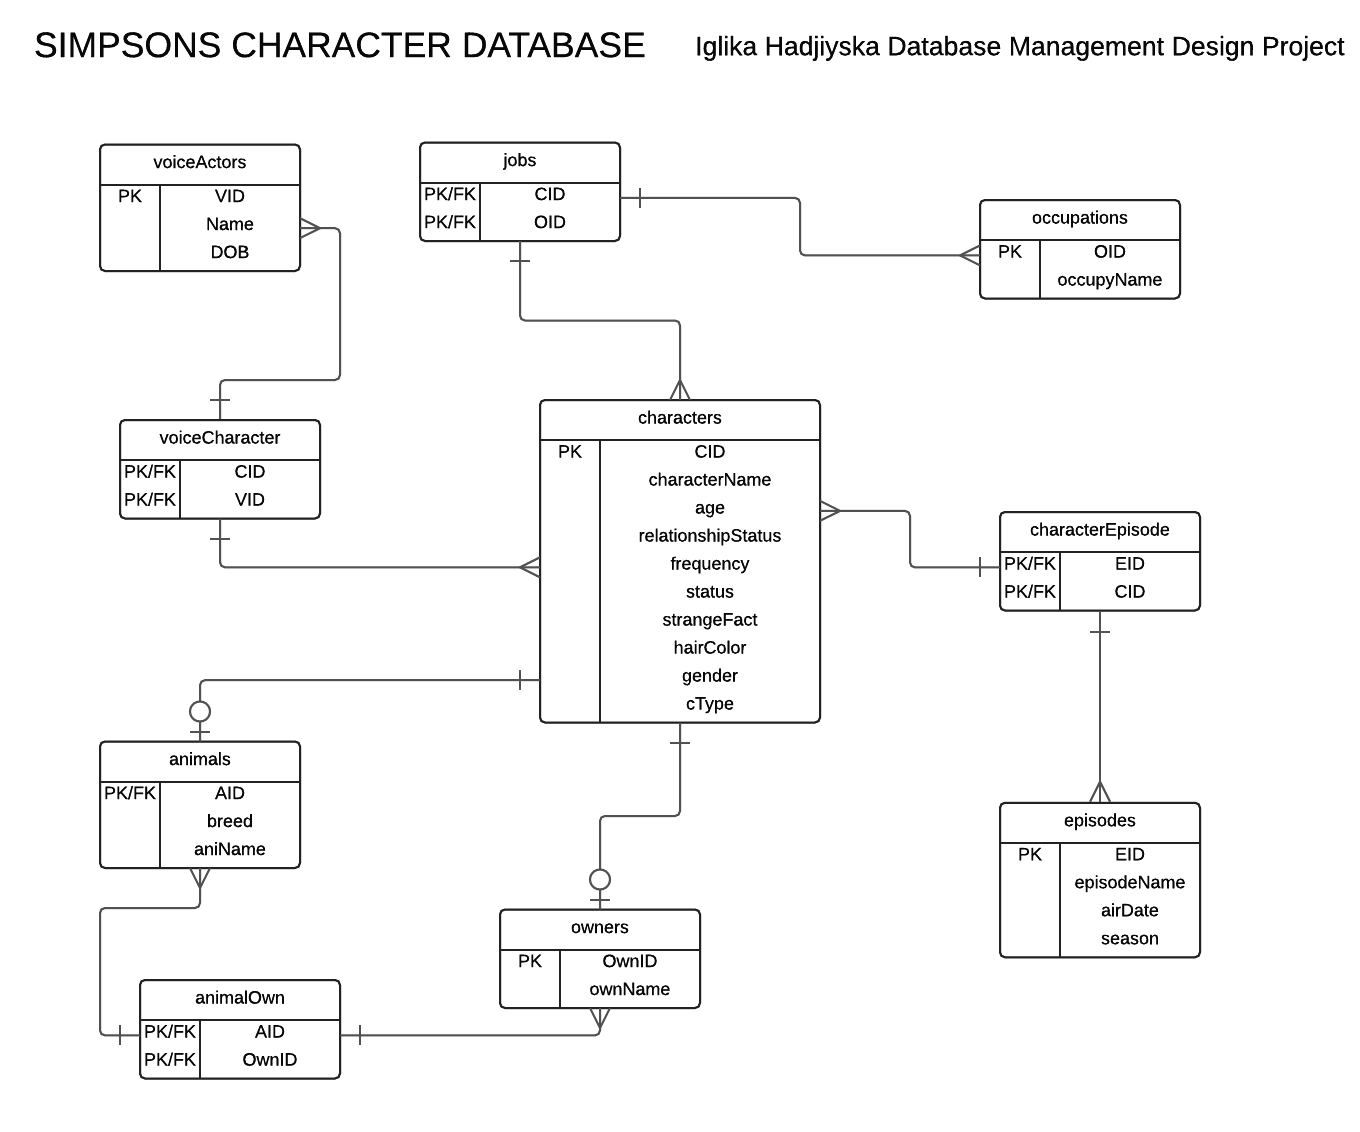 SIMPSONS CHARACTER DATABASE
Iglika Hadjiyska Database Management Design Project
voiceActors
PK VID
Name
DOB
jobs
PK/FK CID
PK/FK OID
occupations
PK OID
occupyName
voiceCharacter
PK/FK CID
PK/FK VID
characters
PK CID
characterName
age
relationshipStatus
frequency
status
strangeFact
hairColor
gender
cType
characterEpisode
PK/FK EID
PK/FK CID
animals
PK/FK AID
breed
aniName
episodes
PK EID
episodeName
airDate
season
owners
PK OwnID
ownName
animalOwn
PK/FK AID
PK/FK OwnID